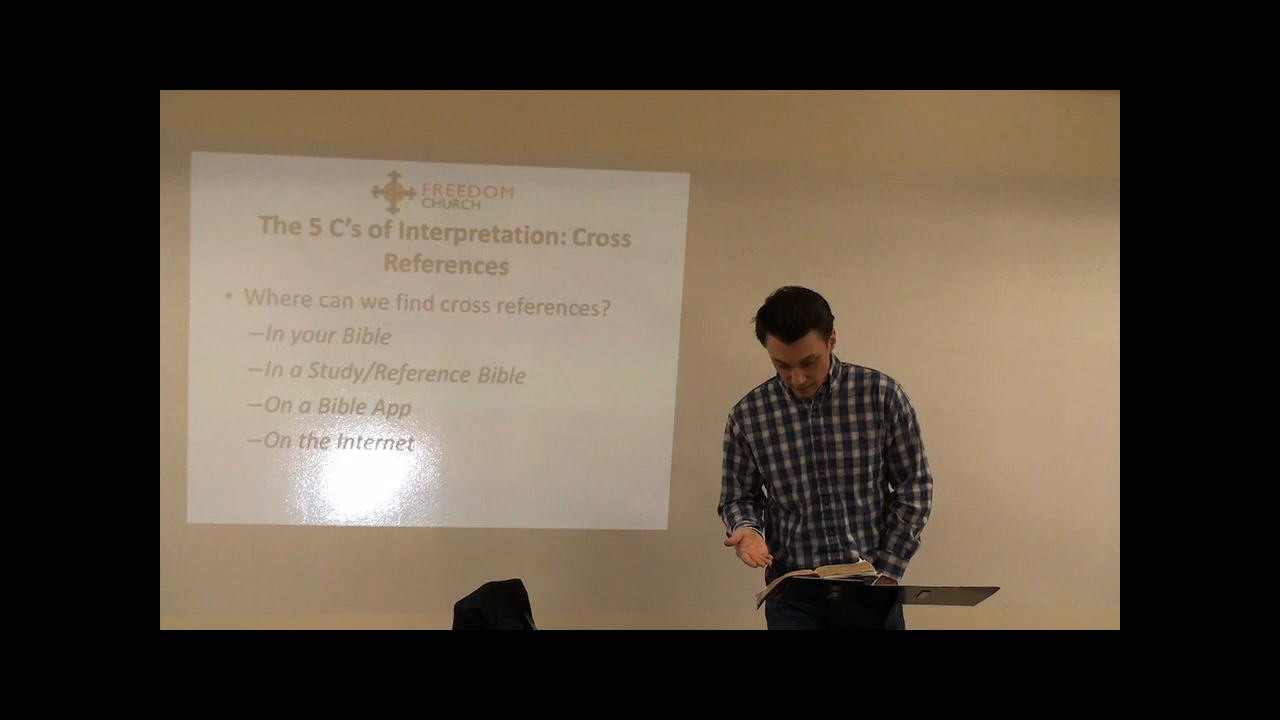 FREEDOM
CHURCH
The 5 C's of Interpretation: Cross
References
• Where can we find cross references?
–In your Bible
–In a Study/Reference Bible
–On a Bible App
–On the Internet